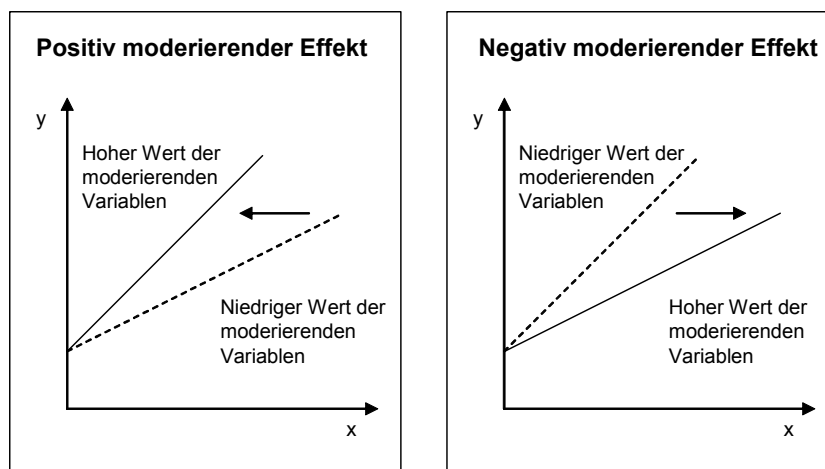 Positiv moderierender Effekt
y
Hoher Wert der
moderierenden
Variablen
Niedriger Wert der
moderierenden
Variablen
x
Negativ moderierender Effekt
y
Niedriger Wert der
moderierenden
Variablen
Hoher Wert der
moderierenden
Variablen
x